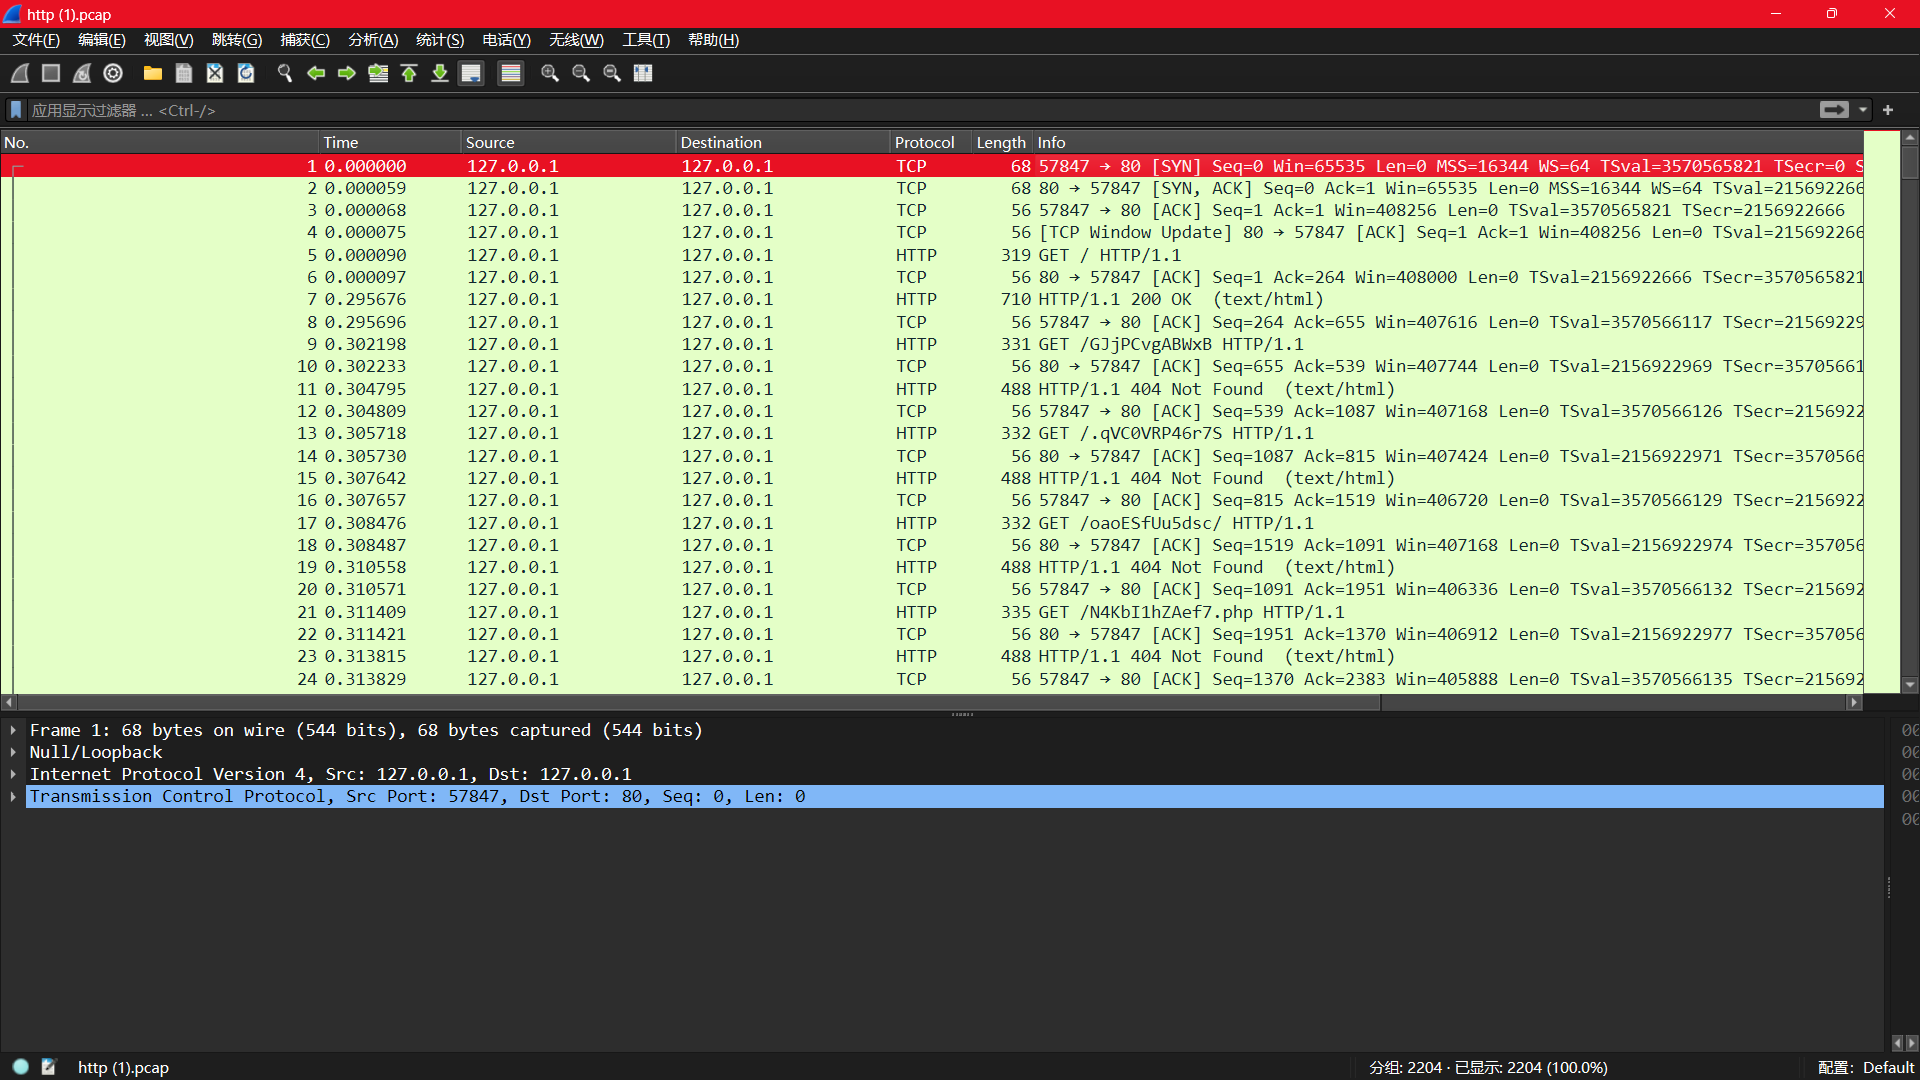 http (1).pcap
文件(F) 编辑(E) 视图(V) 跳转(G) 捕获(C) 分析(A) 统计(S) 电话(Y) 无线(W) 工具(T) 帮助(H)
应用显示过滤器 … <Ctrl-/>
No. Time Source Destination Protocol Length Info
1 0.000000 127.0.0.1 127.0.0.1 TCP 68 57847 → 80 [SYN] Seq=0 Win=65535 Len=0 MSS=16344 WS=64 TSval=3570565821 TSecr=0 S
2 0.000059 127.0.0.1 127.0.0.1 TCP 68 80 → 57847 [SYN, ACK] Seq=0 Ack=1 Win=65535 Len=0 MSS=16344 WS=64 TSval=215692266
3 0.000068 127.0.0.1 127.0.0.1 TCP 56 57847 → 80 [ACK] Seq=1 Ack=1 Win=408256 Len=0 TSval=3570565821 TSecr=2156922666
4 0.000075 127.0.0.1 127.0.0.1 TCP 56 [TCP Window Update] 80 → 57847 [ACK] Seq=1 Ack=1 Win=408256 Len=0 TSval=215692266
5 0.000090 127.0.0.1 127.0.0.1 HTTP 319 GET / HTTP/1.1
6 0.000097 127.0.0.1 127.0.0.1 TCP 56 80 → 57847 [ACK] Seq=1 Ack=264 Win=408000 Len=0 TSval=2156922666 TSecr=3570565821
7 0.295676 127.0.0.1 127.0.0.1 HTTP 710 HTTP/1.1 200 OK  (text/html)
8 0.295696 127.0.0.1 127.0.0.1 TCP 56 57847 → 80 [ACK] Seq=264 Ack=655 Win=407616 Len=0 TSval=3570566117 TSecr=21569229
9 0.302198 127.0.0.1 127.0.0.1 HTTP 331 GET /GJjPCvgABWxB HTTP/1.1
10 0.302233 127.0.0.1 127.0.0.1 TCP 56 80 → 57847 [ACK] Seq=655 Ack=539 Win=407744 Len=0 TSval=2156922969 TSecr=35705661
11 0.304795 127.0.0.1 127.0.0.1 HTTP 488 HTTP/1.1 404 Not Found  (text/html)
12 0.304809 127.0.0.1 127.0.0.1 TCP 56 57847 → 80 [ACK] Seq=539 Ack=1087 Win=407168 Len=0 TSval=3570566126 TSecr=2156922
13 0.305718 127.0.0.1 127.0.0.1 HTTP 332 GET /.qVC0VRP46r7S HTTP/1.1
14 0.305730 127.0.0.1 127.0.0.1 TCP 56 80 → 57847 [ACK] Seq=1087 Ack=815 Win=407424 Len=0 TSval=2156922971 TSecr=3570566
15 0.307642 127.0.0.1 127.0.0.1 HTTP 488 HTTP/1.1 404 Not Found  (text/html)
16 0.307657 127.0.0.1 127.0.0.1 TCP 56 57847 → 80 [ACK] Seq=815 Ack=1519 Win=406720 Len=0 TSval=3570566129 TSecr=2156922
17 0.308476 127.0.0.1 127.0.0.1 HTTP 332 GET /oaoESfUu5dsc/ HTTP/1.1
18 0.308487 127.0.0.1 127.0.0.1 TCP 56 80 → 57847 [ACK] Seq=1519 Ack=1091 Win=407168 Len=0 TSval=2156922974 TSecr=357056
19 0.310558 127.0.0.1 127.0.0.1 HTTP 488 HTTP/1.1 404 Not Found  (text/html)
20 0.310571 127.0.0.1 127.0.0.1 TCP 56 57847 → 80 [ACK] Seq=1091 Ack=1951 Win=406336 Len=0 TSval=3570566132 TSecr=215692
21 0.311409 127.0.0.1 127.0.0.1 HTTP 335 GET /N4KbI1hZAef7.php HTTP/1.1
22 0.311421 127.0.0.1 127.0.0.1 TCP 56 80 → 57847 [ACK] Seq=1951 Ack=1370 Win=406912 Len=0 TSval=2156922977 TSecr=357056
23 0.313815 127.0.0.1 127.0.0.1 HTTP 488 HTTP/1.1 404 Not Found  (text/html)
24 0.313829 127.0.0.1 127.0.0.1 TCP 56 57847 → 80 [ACK] Seq=1370 Ack=2383 Win=405888 Len=0 TSval=3570566135 TSecr=215692
Frame 1: 68 bytes on wire (544 bits), 68 bytes captured (544 bits)
Null/Loopback
Internet Protocol Version 4, Src: 127.0.0.1, Dst: 127.0.0.1
Transmission Control Protocol, Src Port: 57847, Dst Port: 80, Seq: 0, Len: 0
00
00
00
00
00
http (1).pcap 分组: 2204 · 已显示: 2204 (100.0%) 配置: Default